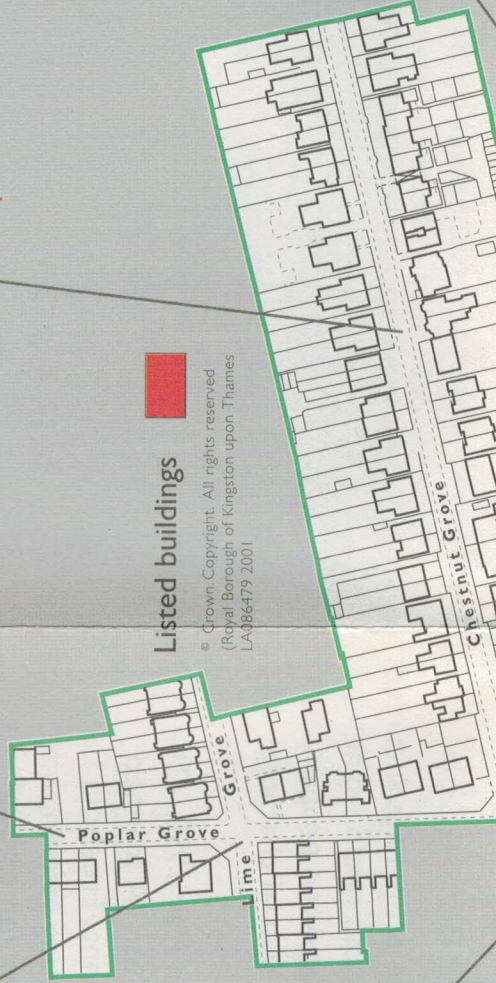 Listed buildings
© Crown Copyright. All rights reserved
(Royal Borough of Kingston upon Thames
LA086479 2001
Chestnut Grove
Poplar Grove
Lime Grove